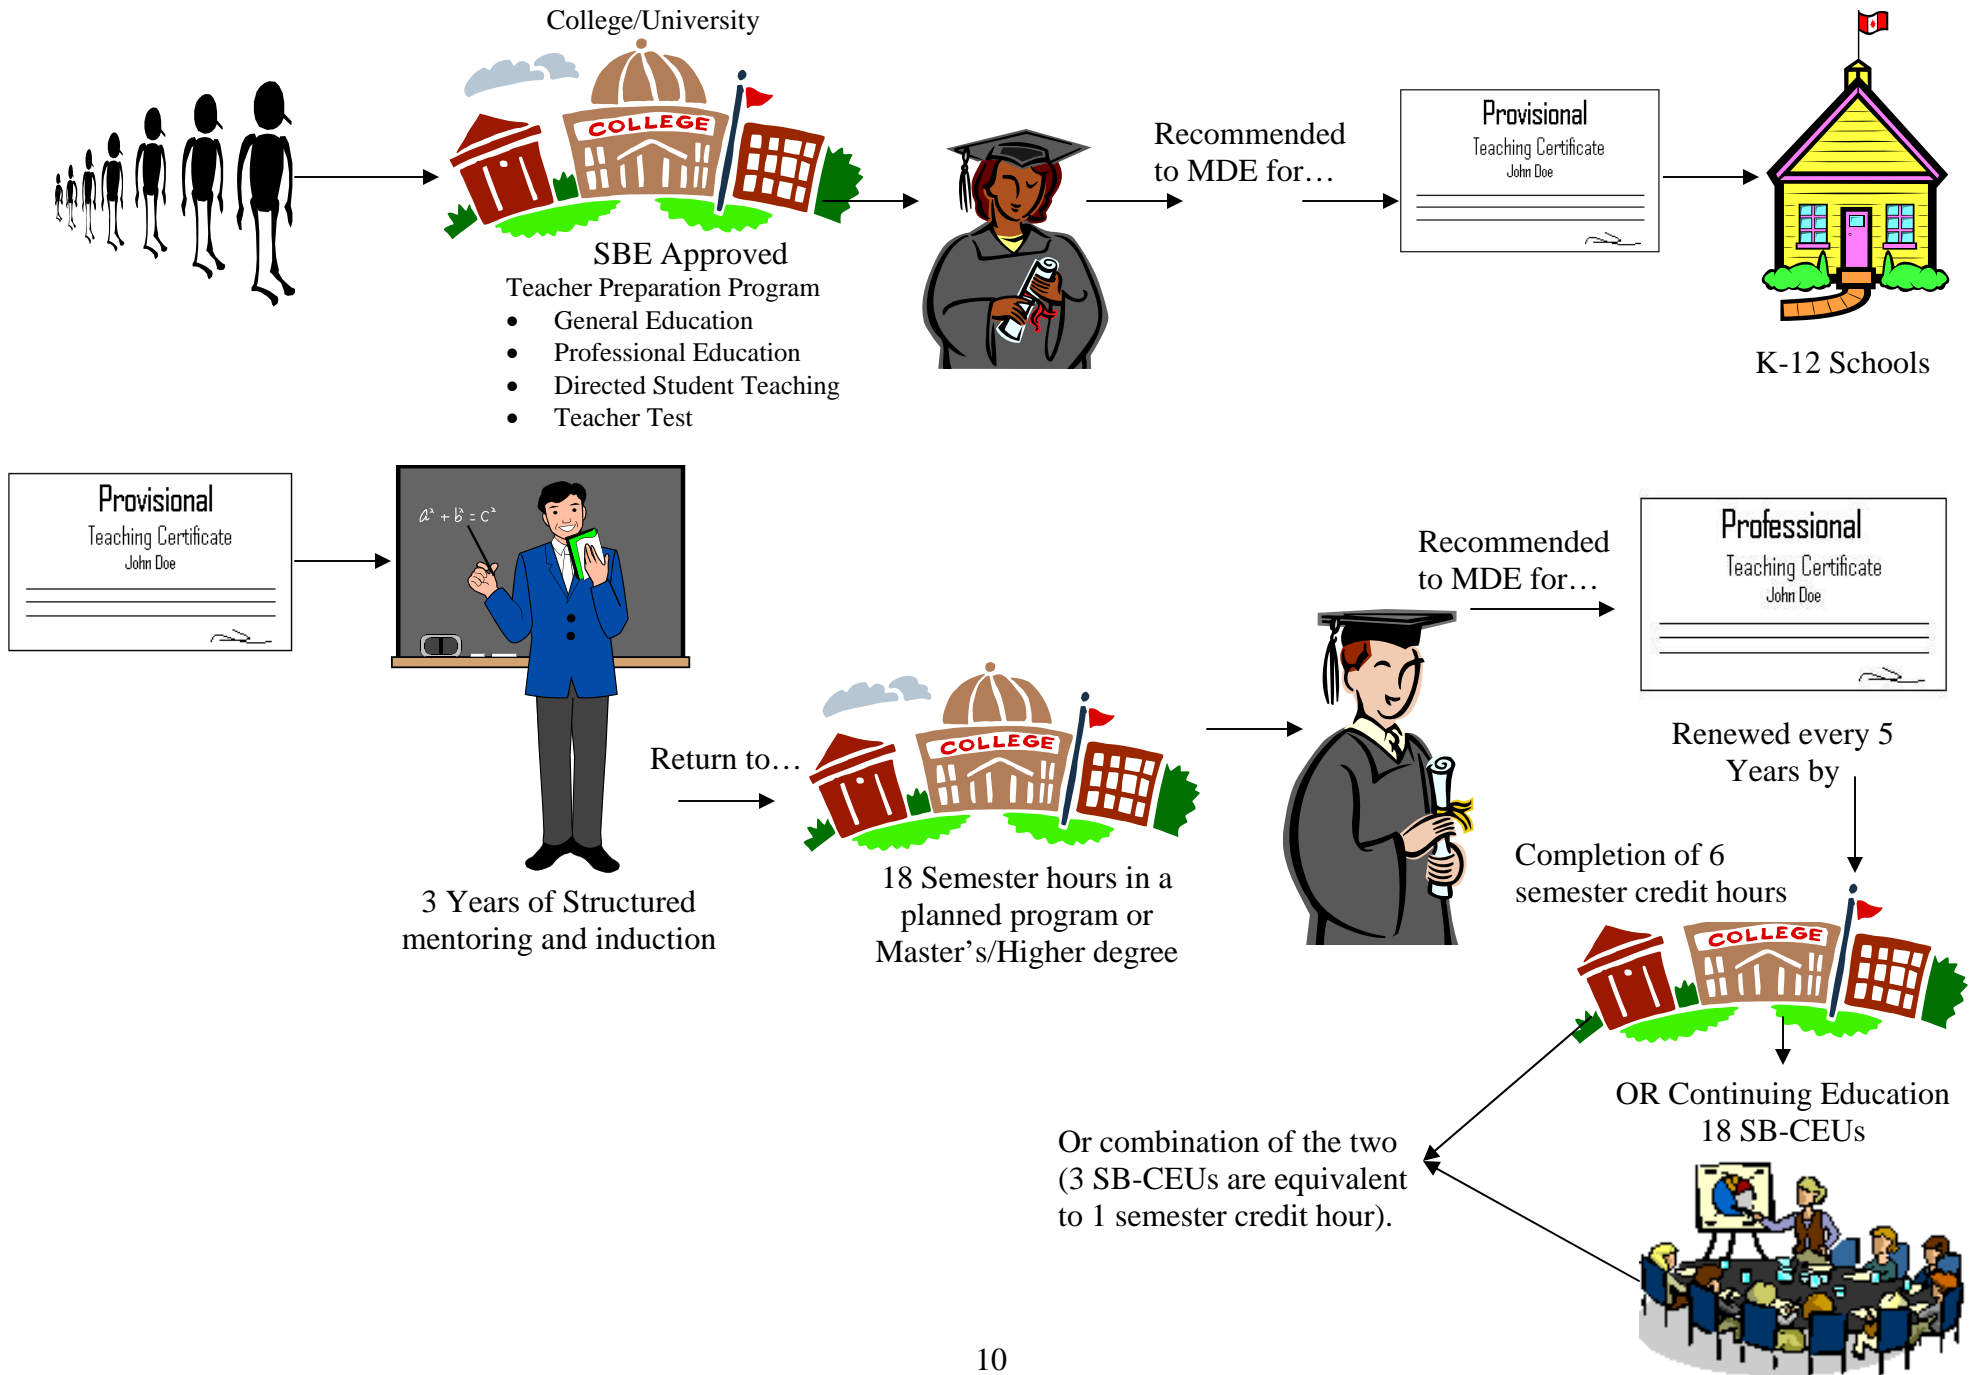 College/University
COLLEGE
SBE Approved
Teacher Preparation Program
• General Education
• Professional Education
• Directed Student Teaching
• Teacher Test
Recommended
to MDE for…
Provisional
Teaching Certificate
John Doe
K-12 Schools
Provisional
Teaching Certificate
John Doe
a² + b² = c²
3 Years of Structured
mentoring and induction
Return to…
COLLEGE
18 Semester hours in a
planned program or
Master’s/Higher degree
Recommended
to MDE for…
Professional
Teaching Certificate
John Doe
Renewed every 5
Years by
Completion of 6
semester credit hours
COLLEGE
OR Continuing Education
18 SB-CEUs
Or combination of the two
(3 SB-CEUs are equivalent
to 1 semester credit hour).
10